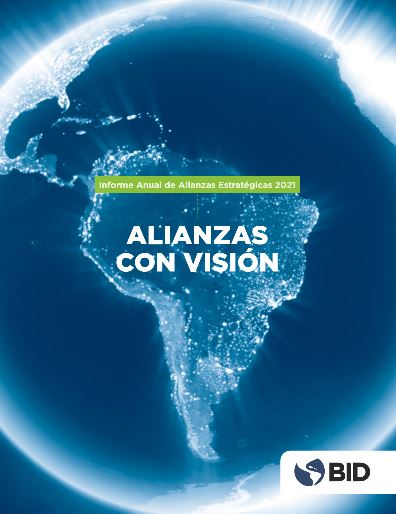 Informe Anual de Alianzas Estratégicas 2021
ALIANZAS
CON VISIÓN
BID